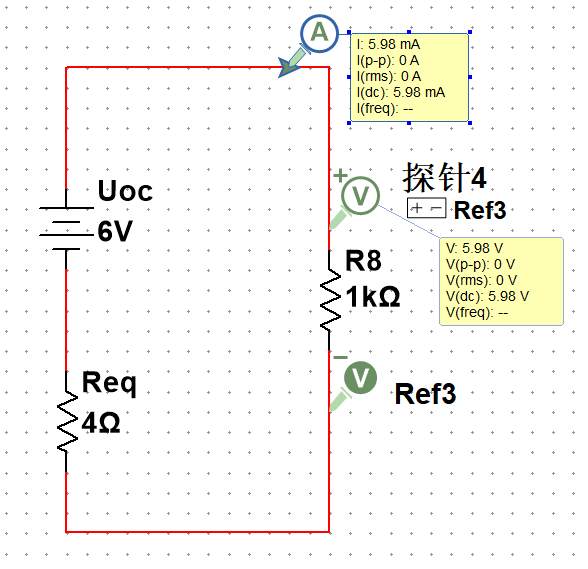 A
I: 5.98 mA
I(p-p): 0 A
I(rms): 0 A
I(dc): 5.98 mA
I(freq): --
Uoc
6V
+
V
探针4
+ −
Ref3
V: 5.98 V
V(p-p): 0 V
V(rms): 0 V
V(dc): 5.98 V
V(freq): --
R8
1kΩ
−
V
Ref3
Req
4Ω